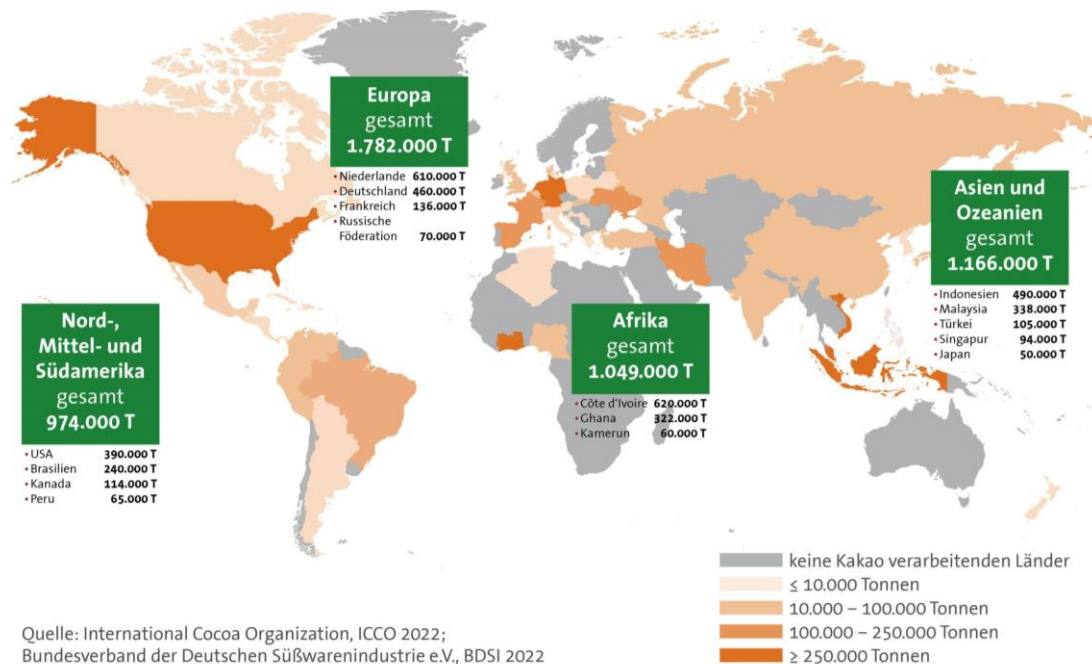 Europa
gesamt
1.782.000 T
• Niederlande 610.000 T
• Deutschland 460.000 T
• Frankreich 136.000 T
• Russische
Föderation 70.000 T
Asien und
Ozeanien
gesamt
1.166.000 T
• Indonesien 490.000 T
• Malaysia 338.000 T
• Türkei 105.000 T
• Singapur 94.000 T
• Japan 50.000 T
Nord-,
Mittel- und
Südamerika
gesamt
974.000 T
• USA 390.000 T
• Brasilien 240.000 T
• Kanada 114.000 T
• Peru 65.000 T
Afrika
gesamt
1.049.000 T
• Côte d'Ivoire 620.000 T
• Ghana 322.000 T
• Kamerun 60.000 T
keine Kakao verarbeitenden Länder
≤ 10.000 Tonnen
10.000 – 100.000 Tonnen
100.000 – 250.000 Tonnen
≥ 250.000 Tonnen
Quelle: International Cocoa Organization, ICCO 2022;
Bundesverband der Deutschen Süßwarenindustrie e.V., BDSI 2022